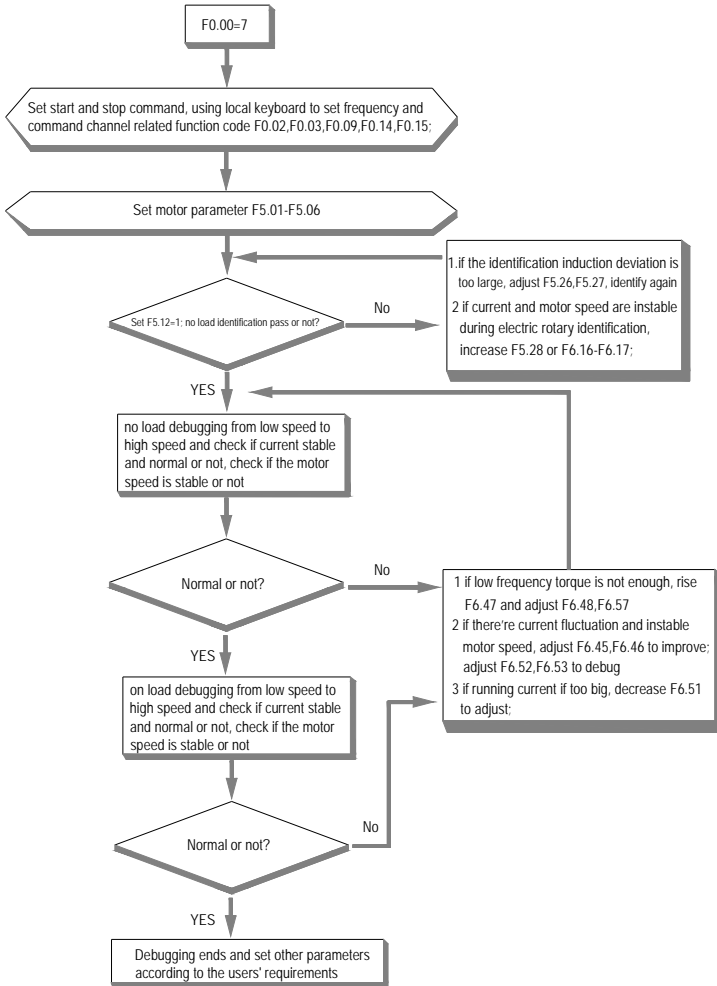 F0.00=7
Set start and stop command, using local keyboard to set frequency and
command channel related function code F0.02,F0.03,F0.09,F0.14,F0.15;
Set motor parameter F5.01-F5.06
1.if the identification induction deviation is
too large, adjust F5.26,F5.27, identify again
2 if current and motor speed are instable
during electric rotary identification,
increase F5.28 or F6.16-F6.17;
Set F5.12=1; no load identification pass or not?
No
YES
no load debugging from low speed to
high speed and check if current stable
and normal or not, check if the motor
speed is stable or not
Normal or not?
No
1 if low frequency torque is not enough, rise
F6.47 and adjust F6.48,F6.57
2 if there're current fluctuation and instable
motor speed, adjust F6.45,F6.46 to improve;
adjust F6.52,F6.53 to debug
3 if running current if too big, decrease F6.51
to adjust;
YES
on load debugging from low speed to
high speed and check if current stable
and normal or not, check if the motor
speed is stable or not
Normal or not?
No
YES
Debugging ends and set other parameters
according to the users' requirements